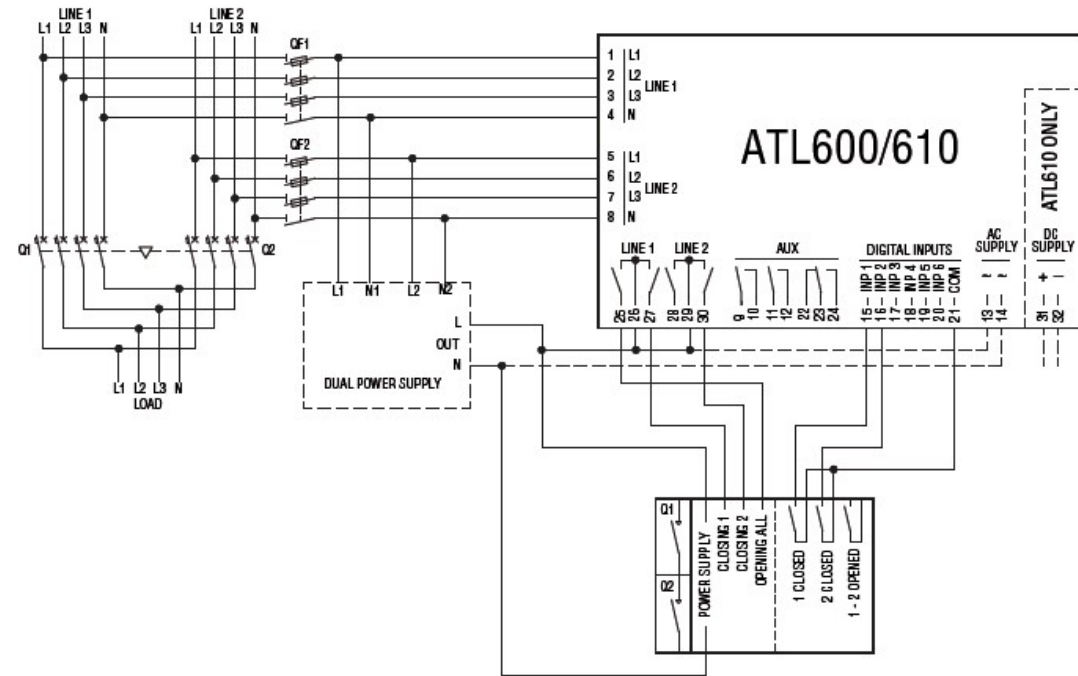 LINE 1
L1 L2 L3 N
LINE 2
L1 L2 L3 N
QF1
1 L1
2 L2
3 L3
4 N
LINE 1
QF2
5 L1
6 L2
7 L3
8 N
LINE 2
ATL600/610
ATL610 ONLY
Q1
Q2
LINE 1
LINE 2
AUX
DIGITAL INPUTS
AC
SUPPLY
DC
SUPPLY
INP 1
INP 2
INP 3
INP 4
INP 5
INP 6
COM
~ ~
+ –
25 26 27 28 29 30 9 10 11 12 22 23 24 15 16 17 18 19 20 21 13 14 31 32
L1 N1 L2 N2
L
OUT
N
DUAL POWER SUPPLY
L1 L2 L3 N
LOAD
Q1
Q2
POWER SUPPLY
CLOSING 1
CLOSING 2
OPENING ALL
1 CLOSED
2 CLOSED
1 - 2 OPENED